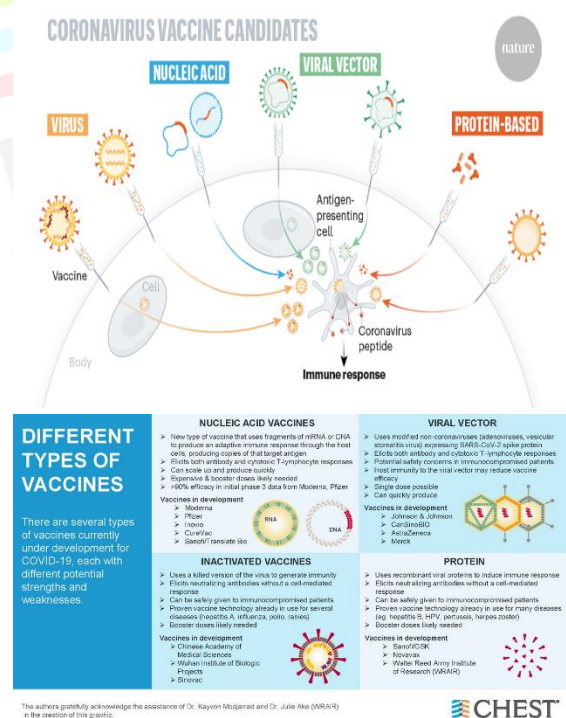 CORONAVIRUS VACCINE CANDIDATES
nature
NUCLEIC ACID
VIRAL VECTOR
VIRUS
PROTEIN-BASED
Antigen-
presenting
cell
Vaccine
Cell
Coronavirus
peptide
Body
Immune response
DIFFERENT
TYPES OF
VACCINES
There are several types
of vaccines currently
under development for
COVID-19, each with
different potential
strengths and
weaknesses.
NUCLEIC ACID VACCINES
➢ New type of vaccine that uses fragments of mRNA or DNA
to produce an adaptive immune response through the host
cells, producing copies of that target antigen
➢ Elicits both antibody and cytotoxic T-lymphocyte responses
➢ Can scale up and produce quickly
➢ Expensive & booster doses likely needed
➢ >90% efficacy in initial phase 3 data from Moderna, Pfizer
Vaccines in development
➢ Moderna
➢ Pfizer
➢ Inovio
➢ CureVac
➢ Sanofi/Translate Bio
RNA
DNA
VIRAL VECTOR
➢ Uses modified non-coronaviruses (adenoviruses, vesicular
stomatitis virus) expressing SARS-CoV-2 spike protein
➢ Elicits both antibody and cytotoxic T-lymphocyte responses
➢ Potential safety concerns in immunocompromised patients
➢ Host immunity to the viral vector may reduce vaccine
efficacy
➢ Single dose possible
➢ Can quickly produce
Vaccines in development
➢ Johnson & Johnson
➢ CanSinoBIO
➢ AstraZeneca
➢ Merck
INACTIVATED VACCINES
➢ Uses a killed version of the virus to generate immunity
➢ Elicits neutralizing antibodies without a cell-mediated
response
➢ Can be safely given to immunocompromised patients
➢ Proven vaccine technology already in use for several
diseases (hepatitis A, influenza, polio, rabies)
➢ Booster doses likely needed
Vaccines in development
➢ Chinese Academy of
Medical Sciences
➢ Wuhan Institute of Biologic
Projects
➢ Sinovac
PROTEIN
➢ Uses recombinant viral proteins to induce immune response
➢ Elicits neutralizing antibodies without a cell-mediated
response
➢ Can be safely given to immunocompromised patients
➢ Proven vaccine technology already in use for many diseases
(eg, hepatitis B, HPV, pertussis, herpes zoster)
➢ Booster doses likely needed
Vaccines in development
➢ Sanofi/GSK
➢ Novavax
➢ Walter Reed Army Institute
of Research (WRAIR)
The authors gratefully acknowledge the assistance of Dr. Kayvon Modjarrad and Dr. Julie Ake (WRAIR)
in the creation of this graphic.
CHEST